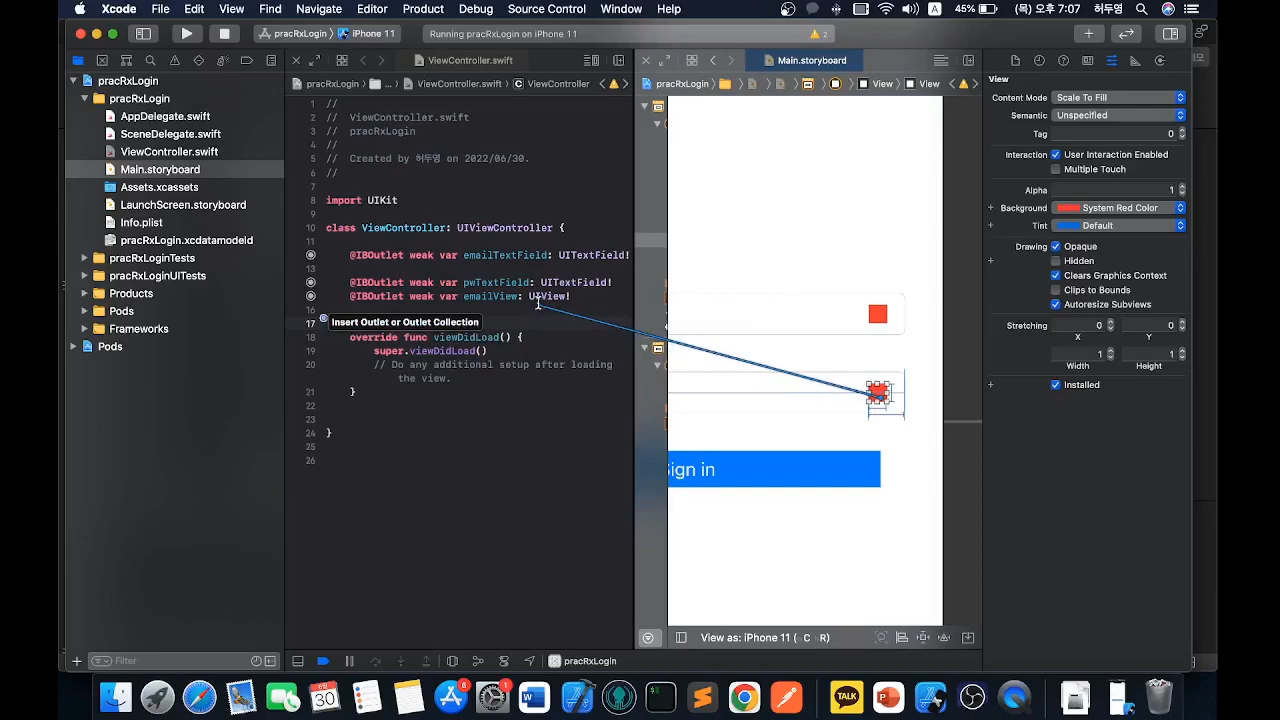 Xcode File Edit View Find Navigate Editor Product Debug Source Control Window Help
A 45% (목) 오후 7:07 허두영
pracRxLogin iPhone 11
Running pracRxLogin on iPhone 11
2
ViewController.swift
Main.storyboard
pracRxLogin ... ViewController.swift C ViewController
pracRxLogin View View
pracRxLogin
pracRxLogin
AppDelegate.swift
SceneDelegate.swift
ViewController.swift
Main.storyboard
Assets.xcassets
LaunchScreen.storyboard
Info.plist
pracRxLogin.xcdatamodeld
pracRxLoginTests
pracRxLoginUITests
Products
Pods
Frameworks
Pods
Filter
1 //
2 // ViewController.swift
3 // pracRxLogin
4 //
5 // Created by 허두영 on 2022/06/30.
6 //
7
8 import UIKit
9
10 class ViewController: UIViewController {
11
@IBOutlet weak var emailTextField: UITextField!
13
@IBOutlet weak var pwTextField: UITextField!
@IBOutlet weak var emailView: UIView!
16
17 Insert Outlet or Outlet Collection
18 override func viewDidLoad() {
19 super.viewDidLoad()
20 // Do any additional setup after loading
the view.
21 }
22
23
24 }
25
26
pracRxLogin
Sign in
View as: iPhone 11 (C R)
View
Content Mode Scale To Fill
Semantic Unspecified
Tag 0
Interaction User Interaction Enabled
Multiple Touch
Alpha 1
Background System Red Color
Tint Default
Drawing Opaque
Hidden
Clears Graphics Context
Clips to Bounds
Autoresize Subviews
Stretching 0 0
X Y
1 1
Width Height
Installed
6월
30
6
1
TALK